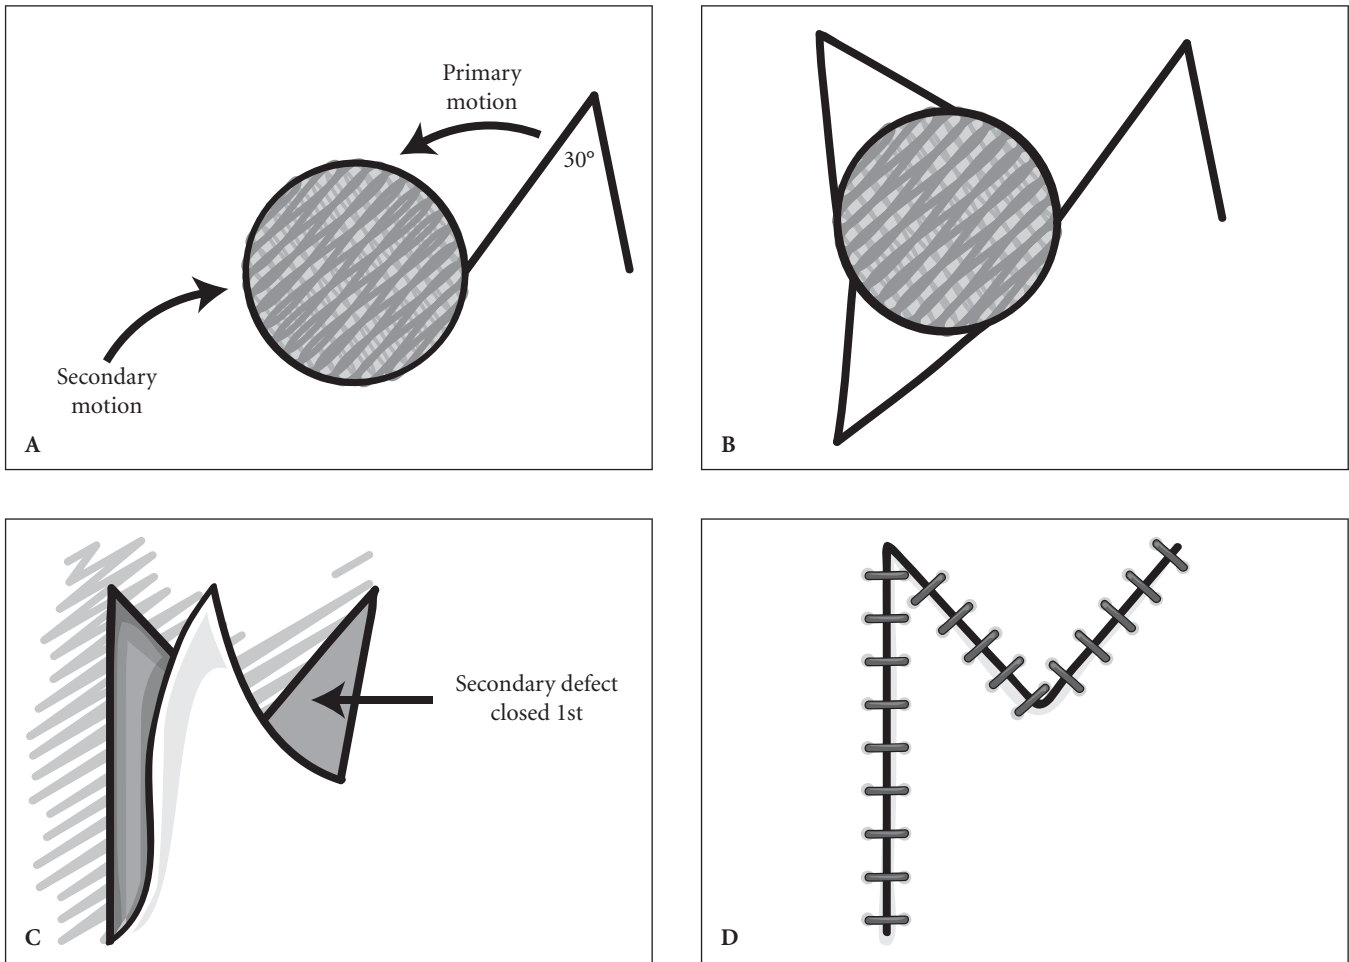 Primary
motion
30°
Secondary
motion
A
B
Secondary defect
closed 1st
C
D